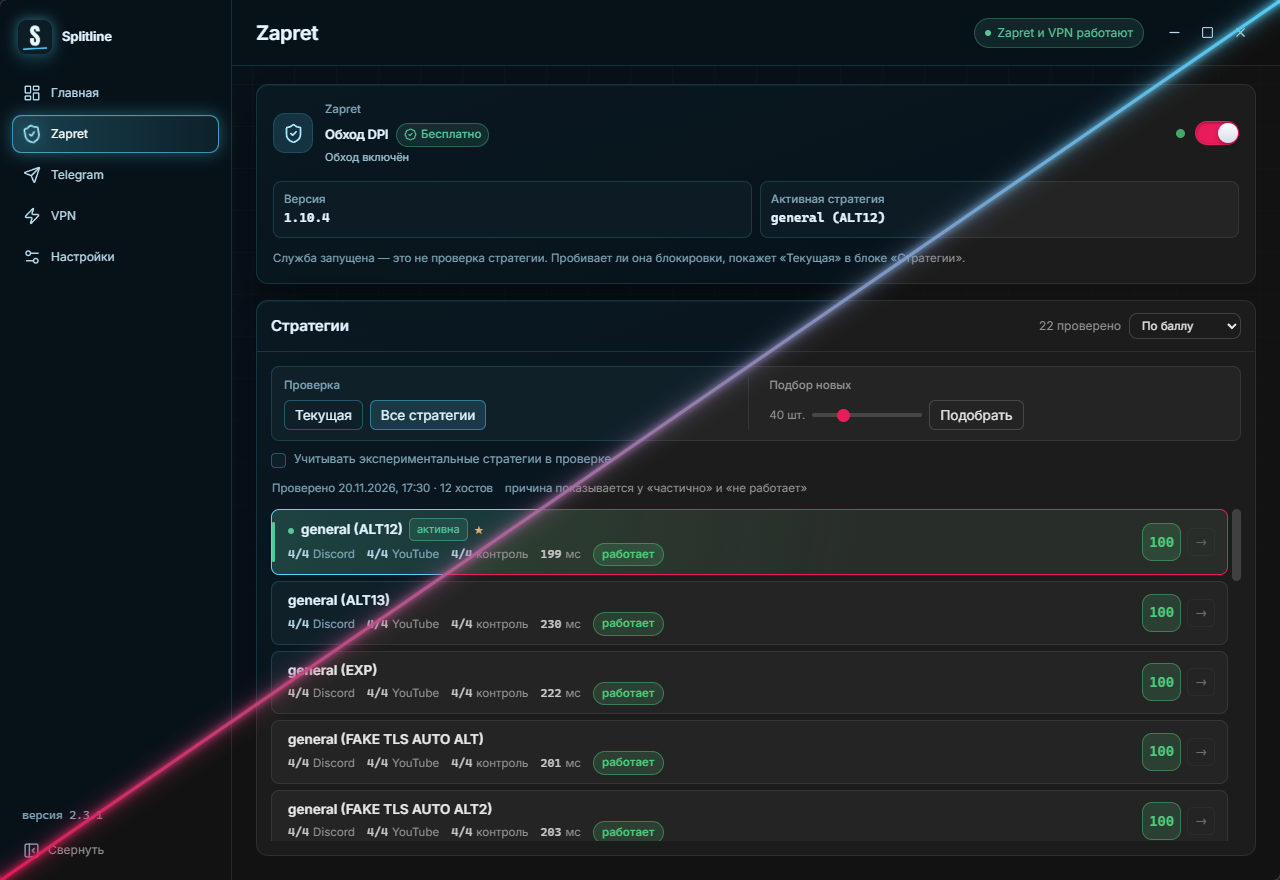 Splitline
Zapret
Zapret и VPN работают
Главная
Zapret
Telegram
VPN
Настройки
Zapret
Обход DPI
Бесплатно
Обход включён
Версия
1.10.4
Активная стратегия
general (ALT12)
Служба запущена — это не проверка стратегии. Пробивает ли она блокировки, покажет «Текущая» в блоке «Стратегии».
Стратегии
22 проверено
По баллу
Проверка
Текущая
Все стратегии
Подбор новых
40 шт.
Подобрать
Учитывать экспериментальные стратегии в проверке
Проверено 20.11.2026, 17:30 · 12 хостов причина показывается у «частично» и «не работает»
general (ALT12) активна ★
4/4 Discord 4/4 YouTube 4/4 контроль 199 мс работает
100 →
general (ALT13)
4/4 Discord 4/4 YouTube 4/4 контроль 230 мс работает
100 →
general (EXP)
4/4 Discord 4/4 YouTube 4/4 контроль 222 мс работает
100 →
general (FAKE TLS AUTO ALT)
4/4 Discord 4/4 YouTube 4/4 контроль 201 мс работает
100 →
general (FAKE TLS AUTO ALT2)
4/4 Discord 4/4 YouTube 4/4 контроль 203 мс работает
100 →
версия 2.3.1
Свернуть